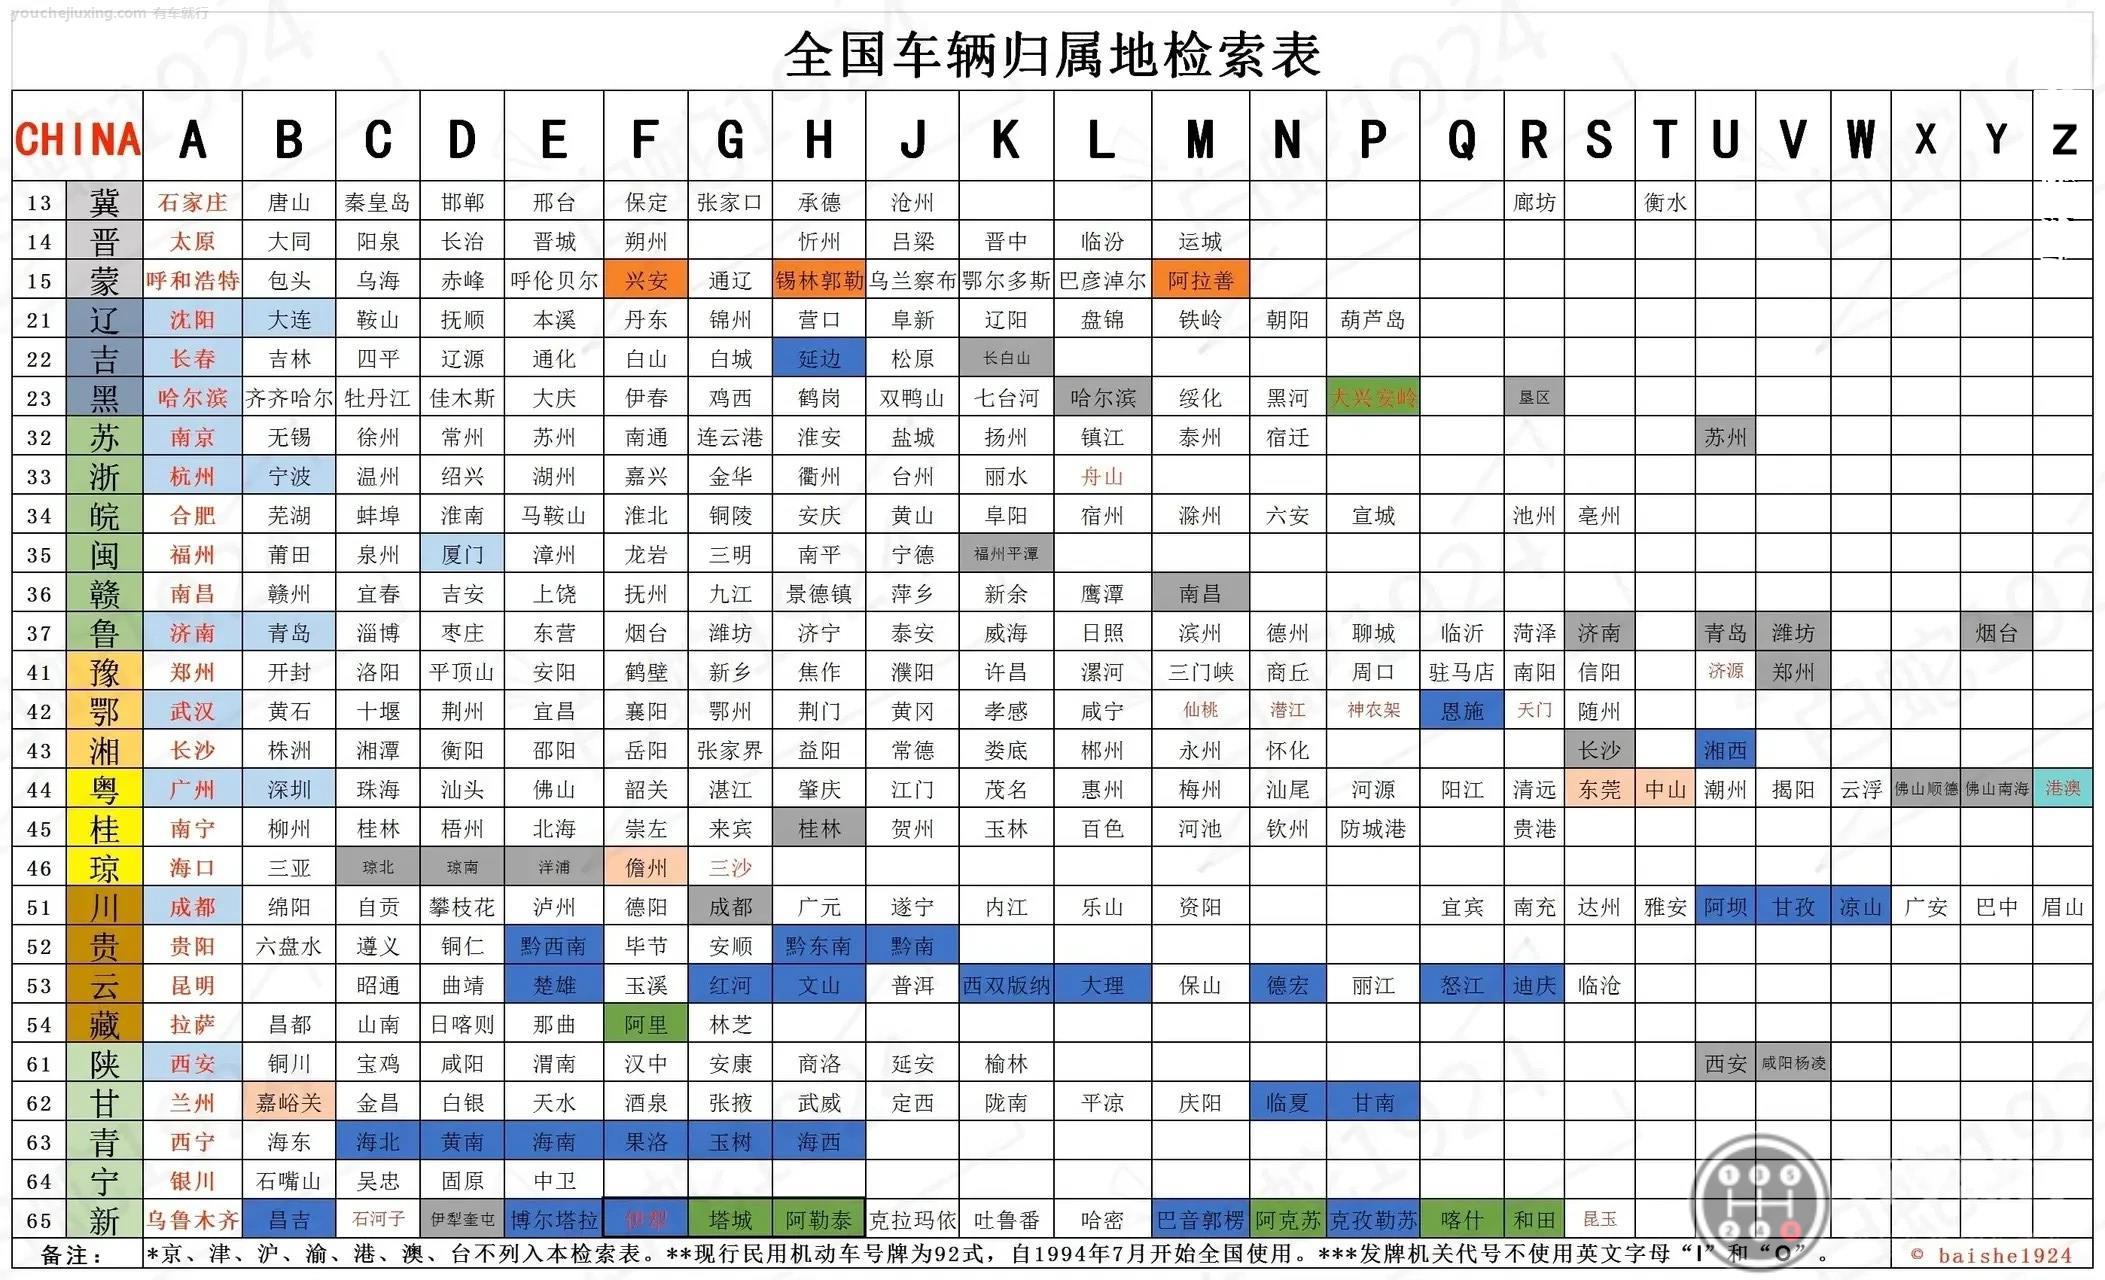 youchejiuxing.com 有车就行
全国车辆归属地检索表
CHINA A B C D E F G H J K L M N P Q R S T U V W X Y Z
13 冀 石家庄 唐山 秦皇岛 邯郸 邢台 保定 张家口 承德 沧州 廊坊 衡水
14 晋 太原 大同 阳泉 长治 晋城 朔州 忻州 吕梁 晋中 临汾 运城
15 蒙 呼和浩特 包头 乌海 赤峰 呼伦贝尔 兴安 通辽 锡林郭勒 乌兰察布 鄂尔多斯 巴彦淖尔 阿拉善
21 辽 沈阳 大连 鞍山 抚顺 本溪 丹东 锦州 营口 阜新 辽阳 盘锦 铁岭 朝阳 葫芦岛
22 吉 长春 吉林 四平 辽源 通化 白山 白城 延边 松原 长白山
23 黑 哈尔滨 齐齐哈尔 牡丹江 佳木斯 大庆 伊春 鸡西 鹤岗 双鸭山 七台河 哈尔滨 绥化 黑河 大兴安岭 垦区
32 苏 南京 无锡 徐州 常州 苏州 南通 连云港 淮安 盐城 扬州 镇江 泰州 宿迁 苏州
33 浙 杭州 宁波 温州 绍兴 湖州 嘉兴 金华 衢州 台州 丽水 舟山
34 皖 合肥 芜湖 蚌埠 淮南 马鞍山 淮北 铜陵 安庆 黄山 阜阳 宿州 滁州 六安 宣城 池州 亳州
35 闽 福州 莆田 泉州 厦门 漳州 龙岩 三明 南平 宁德 福州平潭
36 赣 南昌 赣州 宜春 吉安 上饶 抚州 九江 景德镇 萍乡 新余 鹰潭 南昌
37 鲁 济南 青岛 淄博 枣庄 东营 烟台 潍坊 济宁 泰安 威海 日照 滨州 德州 聊城 临沂 菏泽 济南 青岛 潍坊 烟台
41 豫 郑州 开封 洛阳 平顶山 安阳 鹤壁 新乡 焦作 濮阳 许昌 漯河 三门峡 商丘 周口 驻马店 南阳 信阳 济源 郑州
42 鄂 武汉 黄石 十堰 荆州 宜昌 襄阳 鄂州 荆门 黄冈 孝感 咸宁 仙桃 潜江 神农架 恩施 天门 随州
43 湘 长沙 株洲 湘潭 衡阳 邵阳 岳阳 张家界 益阳 常德 娄底 郴州 永州 怀化 长沙 湘西
44 粤 广州 深圳 珠海 汕头 佛山 韶关 湛江 肇庆 江门 茂名 惠州 梅州 汕尾 河源 阳江 清远 东莞 中山 潮州 揭阳 云浮 佛山顺德 佛山南海 港澳
45 桂 南宁 柳州 桂林 梧州 北海 崇左 来宾 桂林 贺州 玉林 百色 河池 钦州 防城港 贵港
46 琼 海口 三亚 琼北 琼南 洋浦 儋州 三沙
51 川 成都 绵阳 自贡 攀枝花 泸州 德阳 成都 广元 遂宁 内江 乐山 资阳 宜宾 南充 达州 雅安 阿坝 甘孜 凉山 广安 巴中 眉山
52 贵 贵阳 六盘水 遵义 铜仁 黔西南 毕节 安顺 黔东南 黔南
53 云 昆明 昭通 曲靖 楚雄 玉溪 红河 文山 普洱 西双版纳 大理 保山 德宏 丽江 怒江 迪庆 临沧
54 藏 拉萨 昌都 山南 日喀则 那曲 阿里 林芝
61 陕 西安 铜川 宝鸡 咸阳 渭南 汉中 安康 商洛 延安 榆林 西安 咸阳杨凌
62 甘 兰州 嘉峪关 金昌 白银 天水 酒泉 张掖 武威 定西 陇南 平凉 庆阳 临夏 甘南
63 青 西宁 海东 海北 黄南 海南 果洛 玉树 海西
64 宁 银川 石嘴山 吴忠 固原 中卫
65 新 乌鲁木齐 昌吉 石河子 伊犁奎屯 博尔塔拉 伊犁 塔城 阿勒泰 克拉玛依 吐鲁番 哈密 巴音郭楞 阿克苏 克孜勒苏 喀什 和田 昆玉
备注： *京、津、沪、渝、港、澳、台不列入本检索表。**现行民用机动车号牌为92式，自1994年7月开始全国使用。***发牌机关代号不使用英文字母“I”和“O”。 © baishe1924